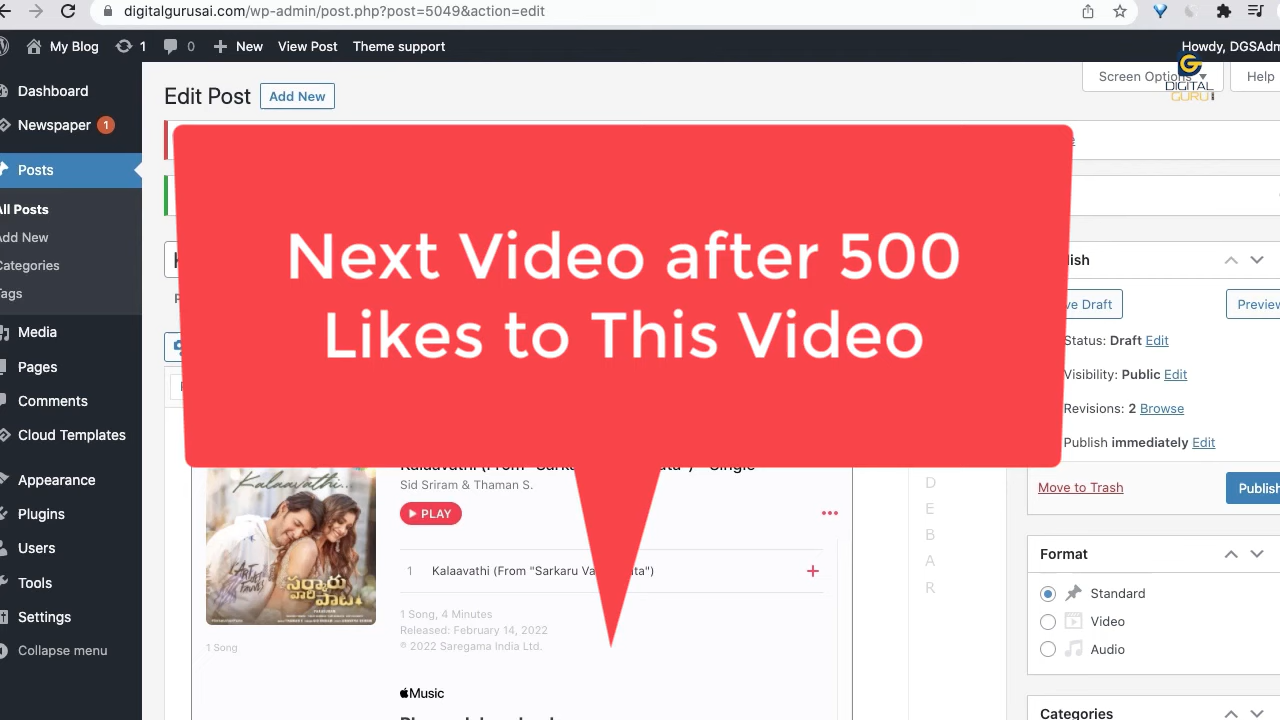 digitalgurusai.com/wp-admin/post.php?post=5049&action=edit
My Blog 1 0 New View Post Theme support Howdy, DGSAdm
Dashboard
Newspaper 1
Posts
All Posts
Add New
Categories
Tags
Media
Pages
Comments
Cloud Templates
Appearance
Plugins
Users
Tools
Settings
Collapse menu
Edit Post Add New
Screen Options Help
G
DIGITAL
GURU
Next Video after 500
Likes to This Video
Sid Sriram & Thaman S.
PLAY
1 Kalaavathi (From "Sarkaru
1 Song, 4 Minutes
Released: February 14, 2022
℗ 2022 Saregama India Ltd.
Music
Kalaavathi...
సర్కారు
వారి పాట
1 Song
D
E
B
A
R
Draft
Preview
Status: Draft Edit
Visibility: Public Edit
Revisions: 2 Browse
Publish immediately Edit
Move to Trash
Publish
Format
Standard
Video
Audio
Categories